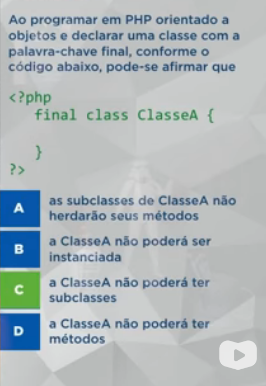 Ao programar em PHP orientado a
objetos e declarar uma classe com a
palavra-chave final, conforme o
código abaixo, pode-se afirmar que
<?php
final class ClasseA {
}
?>
A as subclasses de ClasseA não
herdarão seus métodos
B a ClasseA não poderá ser
instanciada
C a ClasseA não poderá ter
subclasses
D a ClasseA não poderá ter
métodos